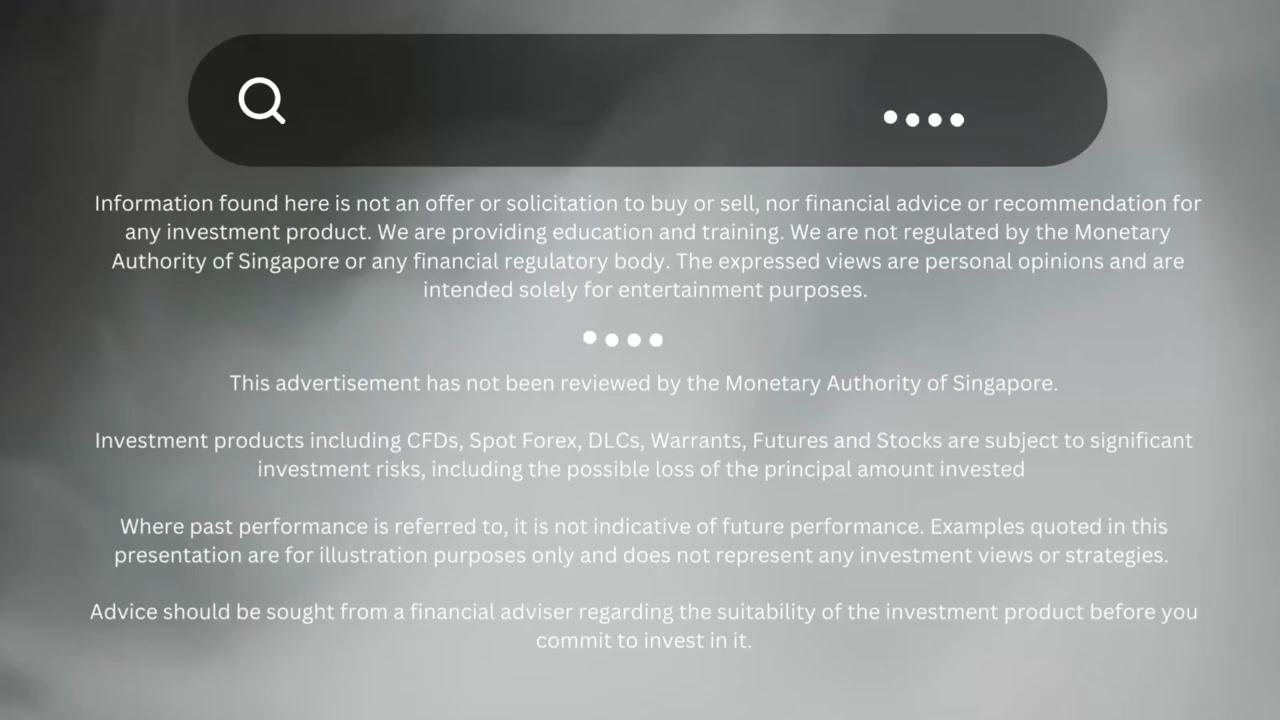 Information found here is not an offer or solicitation to buy or sell, nor financial advice or recommendation for
any investment product. We are providing education and training. We are not regulated by the Monetary
Authority of Singapore or any financial regulatory body. The expressed views are personal opinions and are
intended solely for entertainment purposes.
This advertisement has not been reviewed by the Monetary Authority of Singapore.
Investment products including CFDs, Spot Forex, DLCs, Warrants, Futures and Stocks are subject to significant
investment risks, including the possible loss of the principal amount invested
Where past performance is referred to, it is not indicative of future performance. Examples quoted in this
presentation are for illustration purposes only and does not represent any investment views or strategies.
Advice should be sought from a financial adviser regarding the suitability of the investment product before you
commit to invest in it.